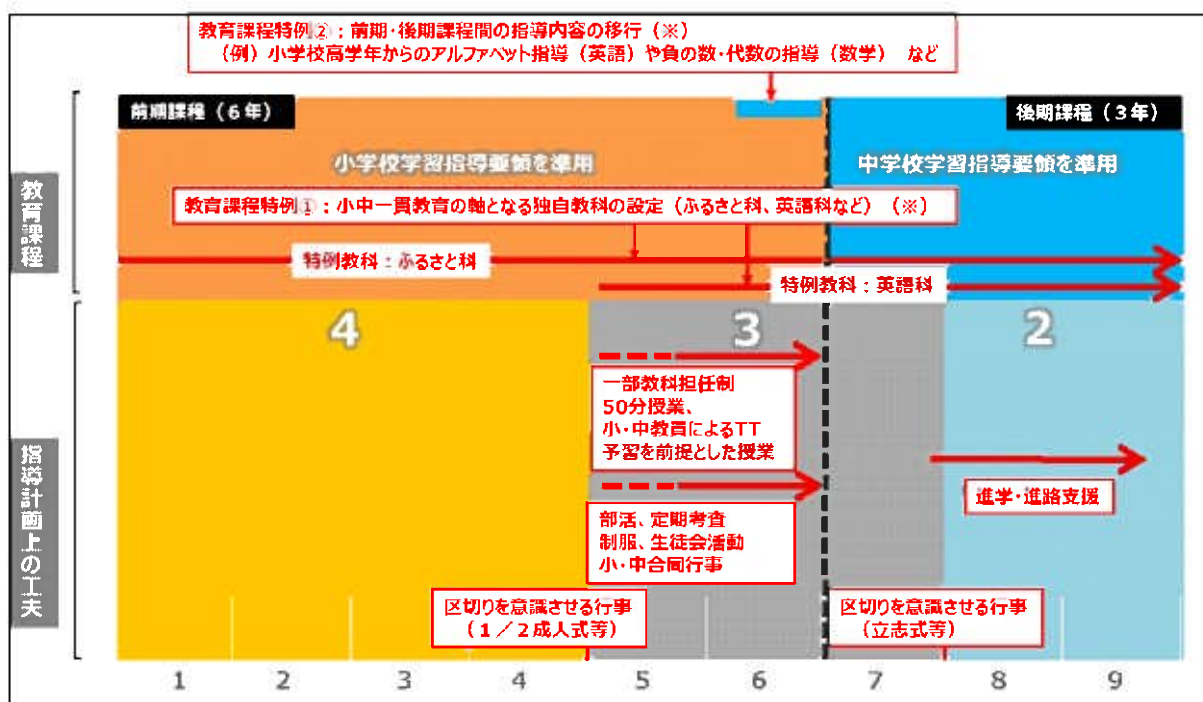 教育課程特例②：前期・後期課程間の指導内容の移行（※）
（例）小学校高学年からのアルファベット指導（英語）や負の数・代数の指導（数学） など
前期課程（６年）
後期課程（３年）
小学校学習指導要領を準用
中学校学習指導要領を準用
教育課程
教育課程特例①：小中一貫教育の軸となる独自教科の設定（ふるさと科、英語科など）（※）
特例教科：ふるさと科
特例教科：英語科
4
3
2
一部教科担任制
50分授業、
小・中教員によるTT
予習を前提とした授業
指導計画上の工夫
進学・進路支援
部活、定期考査
制服、生徒会活動
小・中合同行事
区切りを意識させる行事
（１／２成人式等）
区切りを意識させる行事
（立志式等）
1 2 3 4 5 6 7 8 9